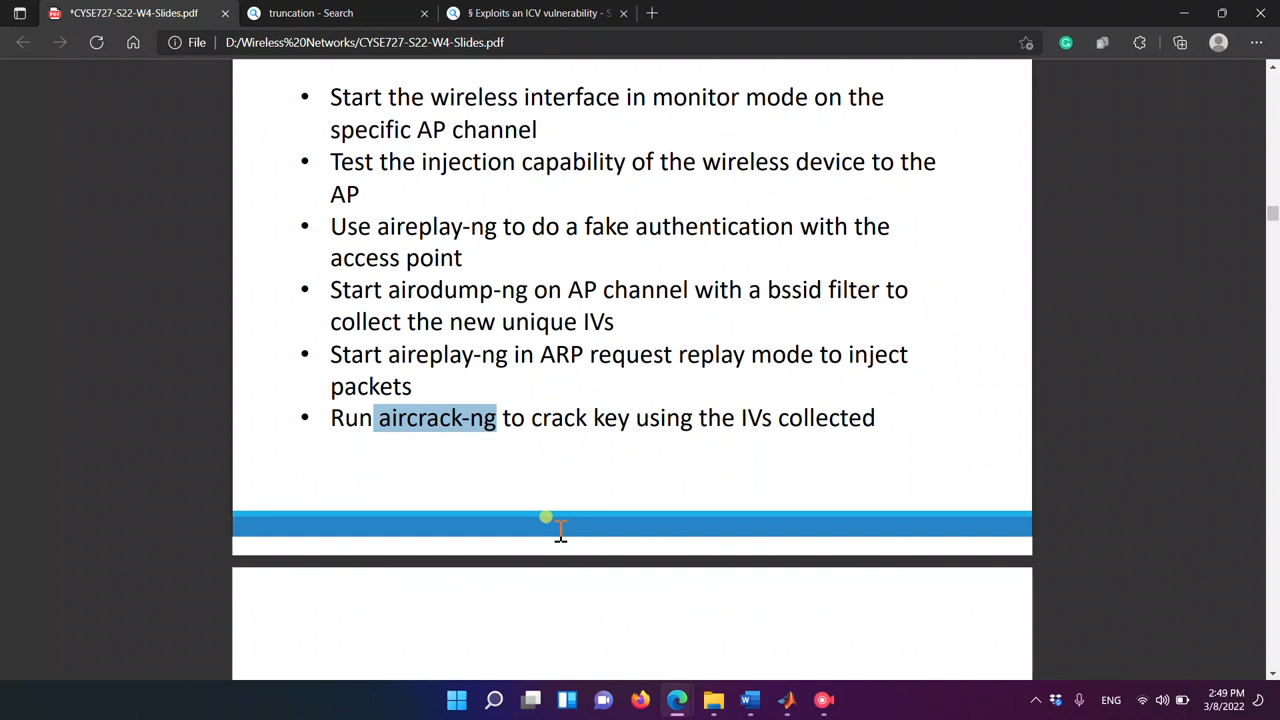 *CYSE727-S22-W4-Slides.pdf
truncation - Search
§ Exploits an ICV vulnerability - S
File
D:/Wireless%20Networks/CYSE727-S22-W4-Slides.pdf
• Start the wireless interface in monitor mode on the
specific AP channel
• Test the injection capability of the wireless device to the
AP
• Use aireplay-ng to do a fake authentication with the
access point
• Start airodump-ng on AP channel with a bssid filter to
collect the new unique IVs
• Start aireplay-ng in ARP request replay mode to inject
packets
• Run aircrack-ng to crack key using the IVs collected
ENG
2:49 PM
3/8/2022